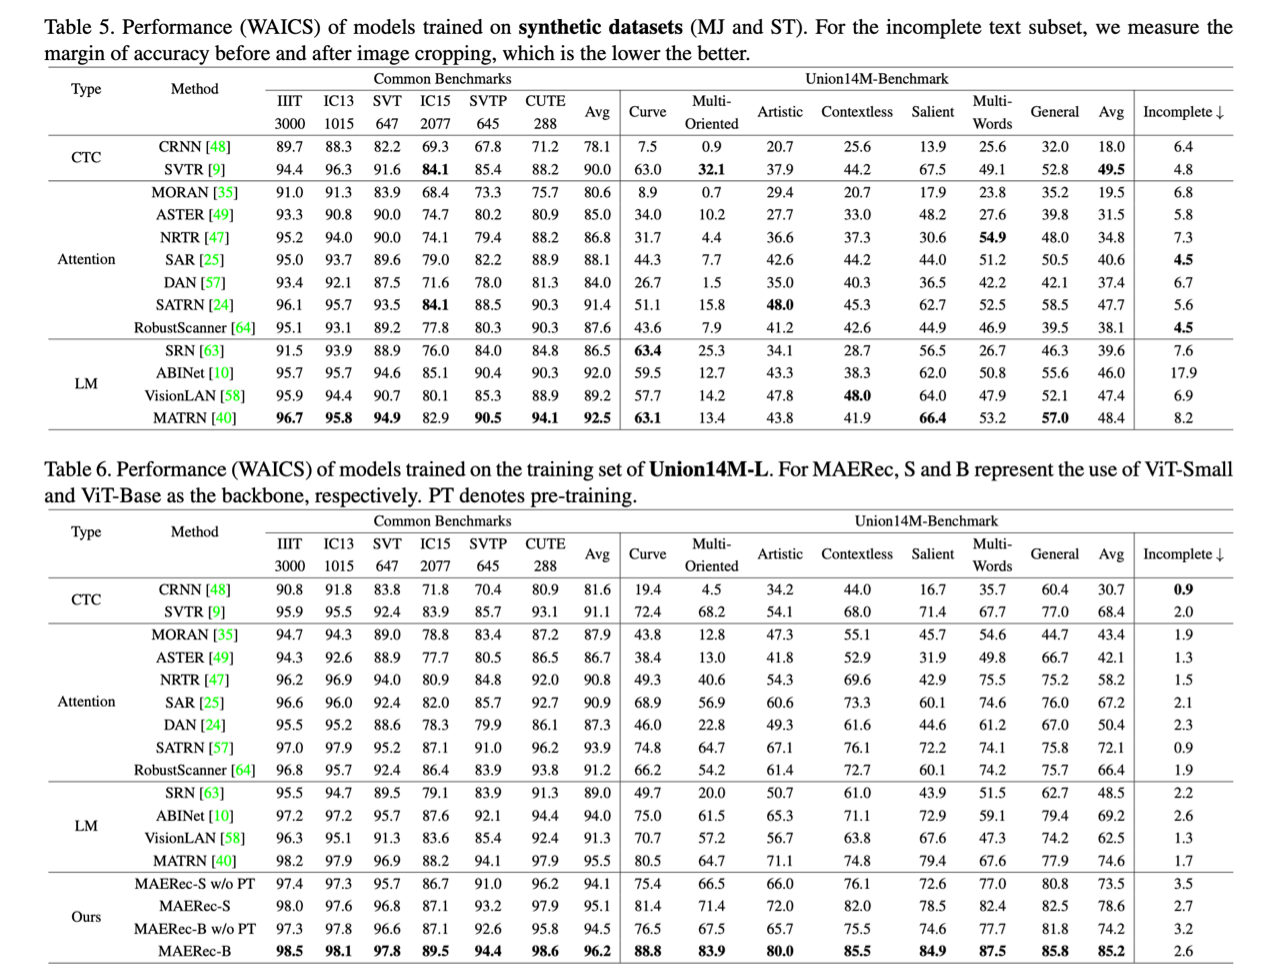 Table 5. Performance (WAICS) of models trained on synthetic datasets (MJ and ST). For the incomplete text subset, we measure the
margin of accuracy before and after image cropping, which is the lower the better.
Type Method Common Benchmarks Union14M-Benchmark
IIIT IC13 SVT IC15 SVTP CUTE Avg Curve Multi- Artistic Contextless Salient Multi- General Avg Incomplete ↓
3000 1015 647 2077 645 288 Oriented Words
CTC
CRNN [48] 89.7 88.3 82.2 69.3 67.8 71.2 78.1 7.5 0.9 20.7 25.6 13.9 25.6 32.0 18.0 6.4
SVTR [9] 94.4 96.3 91.6 84.1 85.4 88.2 90.0 63.0 32.1 37.9 44.2 67.5 49.1 52.8 49.5 4.8
Attention
MORAN [35] 91.0 91.3 83.9 68.4 73.3 75.7 80.6 8.9 0.7 29.4 20.7 17.9 23.8 35.2 19.5 6.8
ASTER [49] 93.3 90.8 90.0 74.7 80.2 80.9 85.0 34.0 10.2 27.7 33.0 48.2 27.6 39.8 31.5 5.8
NRTR [47] 95.2 94.0 90.0 74.1 79.4 88.2 86.8 31.7 4.4 36.6 37.3 30.6 54.9 48.0 34.8 7.3
SAR [25] 95.0 93.7 89.6 79.0 82.2 88.9 88.1 44.3 7.7 42.6 44.2 44.0 51.2 50.5 40.6 4.5
DAN [57] 93.4 92.1 87.5 71.6 78.0 81.3 84.0 26.7 1.5 35.0 40.3 36.5 42.2 42.1 37.4 6.7
SATRN [24] 96.1 95.7 93.5 84.1 88.5 90.3 91.4 51.1 15.8 48.0 45.3 62.7 52.5 58.5 47.7 5.6
RobustScanner [64] 95.1 93.1 89.2 77.8 80.3 90.3 87.6 43.6 7.9 41.2 42.6 44.9 46.9 39.5 38.1 4.5
LM
SRN [63] 91.5 93.9 88.9 76.0 84.0 84.8 86.5 63.4 25.3 34.1 28.7 56.5 26.7 46.3 39.6 7.6
ABINet [10] 95.7 95.7 94.6 85.1 90.4 90.3 92.0 59.5 12.7 43.3 38.3 62.0 50.8 55.6 46.0 17.9
VisionLAN [58] 95.9 94.4 90.7 80.1 85.3 88.9 89.2 57.7 14.2 47.8 48.0 64.0 47.9 52.1 47.4 6.9
MATRN [40] 96.7 95.8 94.9 82.9 90.5 94.1 92.5 63.1 13.4 43.8 41.9 66.4 53.2 57.0 48.4 8.2
Table 6. Performance (WAICS) of models trained on the training set of Union14M-L. For MAERec, S and B represent the use of ViT-Small
and ViT-Base as the backbone, respectively. PT denotes pre-training.
Type Method Common Benchmarks Union14M-Benchmark
IIIT IC13 SVT IC15 SVTP CUTE Avg Curve Multi- Artistic Contextless Salient Multi- General Avg Incomplete ↓
3000 1015 647 2077 645 288 Oriented Words
CTC
CRNN [48] 90.8 91.8 83.8 71.8 70.4 80.9 81.6 19.4 4.5 34.2 44.0 16.7 35.7 60.4 30.7 0.9
SVTR [9] 95.9 95.5 92.4 83.9 85.7 93.1 91.1 72.4 68.2 54.1 68.0 71.4 67.7 77.0 68.4 2.0
Attention
MORAN [35] 94.7 94.3 89.0 78.8 83.4 87.2 87.9 43.8 12.8 47.3 55.1 45.7 54.6 44.7 43.4 1.9
ASTER [49] 94.3 92.6 88.9 77.7 80.5 86.5 86.7 38.4 13.0 41.8 52.9 31.9 49.8 66.7 42.1 1.3
NRTR [47] 96.2 96.9 94.0 80.9 84.8 92.0 90.8 49.3 40.6 54.3 69.6 42.9 75.5 75.2 58.2 1.5
SAR [25] 96.6 96.0 92.4 82.0 85.7 92.7 90.9 68.9 56.9 60.6 73.3 60.1 74.6 76.0 67.2 2.1
DAN [24] 95.5 95.2 88.6 78.3 79.9 86.1 87.3 46.0 22.8 49.3 61.6 44.6 61.2 67.0 50.4 2.3
SATRN [57] 97.0 97.9 95.2 87.1 91.0 96.2 93.9 74.8 64.7 67.1 76.1 72.2 74.1 75.8 72.1 0.9
RobustScanner [64] 96.8 95.7 92.4 86.4 83.9 93.8 91.2 66.2 54.2 61.4 72.7 60.1 74.2 75.7 66.4 1.9
LM
SRN [63] 95.5 94.7 89.5 79.1 83.9 91.3 89.0 49.7 20.0 50.7 61.0 43.9 51.5 62.7 48.5 2.2
ABINet [10] 97.2 97.2 95.7 87.6 92.1 94.4 94.0 75.0 61.5 65.3 71.1 72.9 59.1 79.4 69.2 2.6
VisionLAN [58] 96.3 95.1 91.3 83.6 85.4 92.4 91.3 70.7 57.2 56.7 63.8 67.6 47.3 74.2 62.5 1.3
MATRN [40] 98.2 97.9 96.9 88.2 94.1 97.9 95.5 80.5 64.7 71.1 74.8 79.4 67.6 77.9 74.6 1.7
Ours
MAERec-S w/o PT 97.4 97.3 95.7 86.7 91.0 96.2 94.1 75.4 66.5 66.0 76.1 72.6 77.0 80.8 73.5 3.5
MAERec-S 98.0 97.6 96.8 87.1 93.2 97.9 95.1 81.4 71.4 72.0 82.0 78.5 82.4 82.5 78.6 2.7
MAERec-B w/o PT 97.3 97.8 96.6 87.1 92.6 95.8 94.5 76.5 67.5 65.7 75.5 74.6 77.7 81.8 74.2 3.2
MAERec-B 98.5 98.1 97.8 89.5 94.4 98.6 96.2 88.8 83.9 80.0 85.5 84.9 87.5 85.8 85.2 2.6